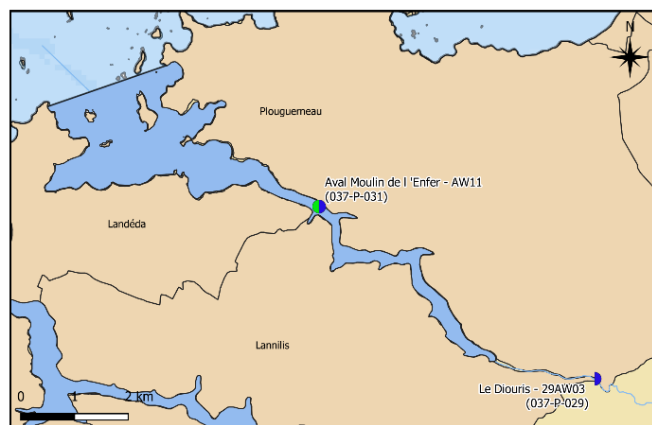 N
Plouguerneau
Aval Moulin de l 'Enfer - AW11
(037-P-031)
Landéda
Lannilis
Le Diouris - 29AW03
(037-P-029)
0 1 2 km